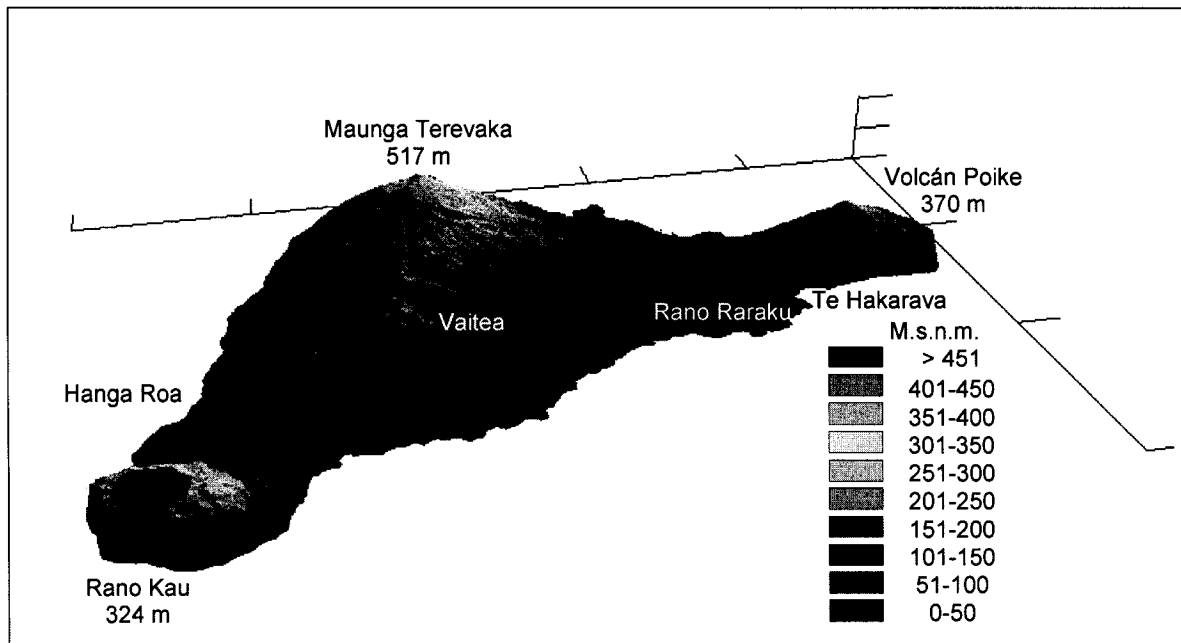 Maunga Terevaka
517 m
Volcán Poike
370 m
Vaitea
Rano Raraku
Te Hakarava
Hanga Roa
Rano Kau
324 m
M.s.n.m.
> 451
401-450
351-400
301-350
251-300
201-250
151-200
101-150
51-100
0-50